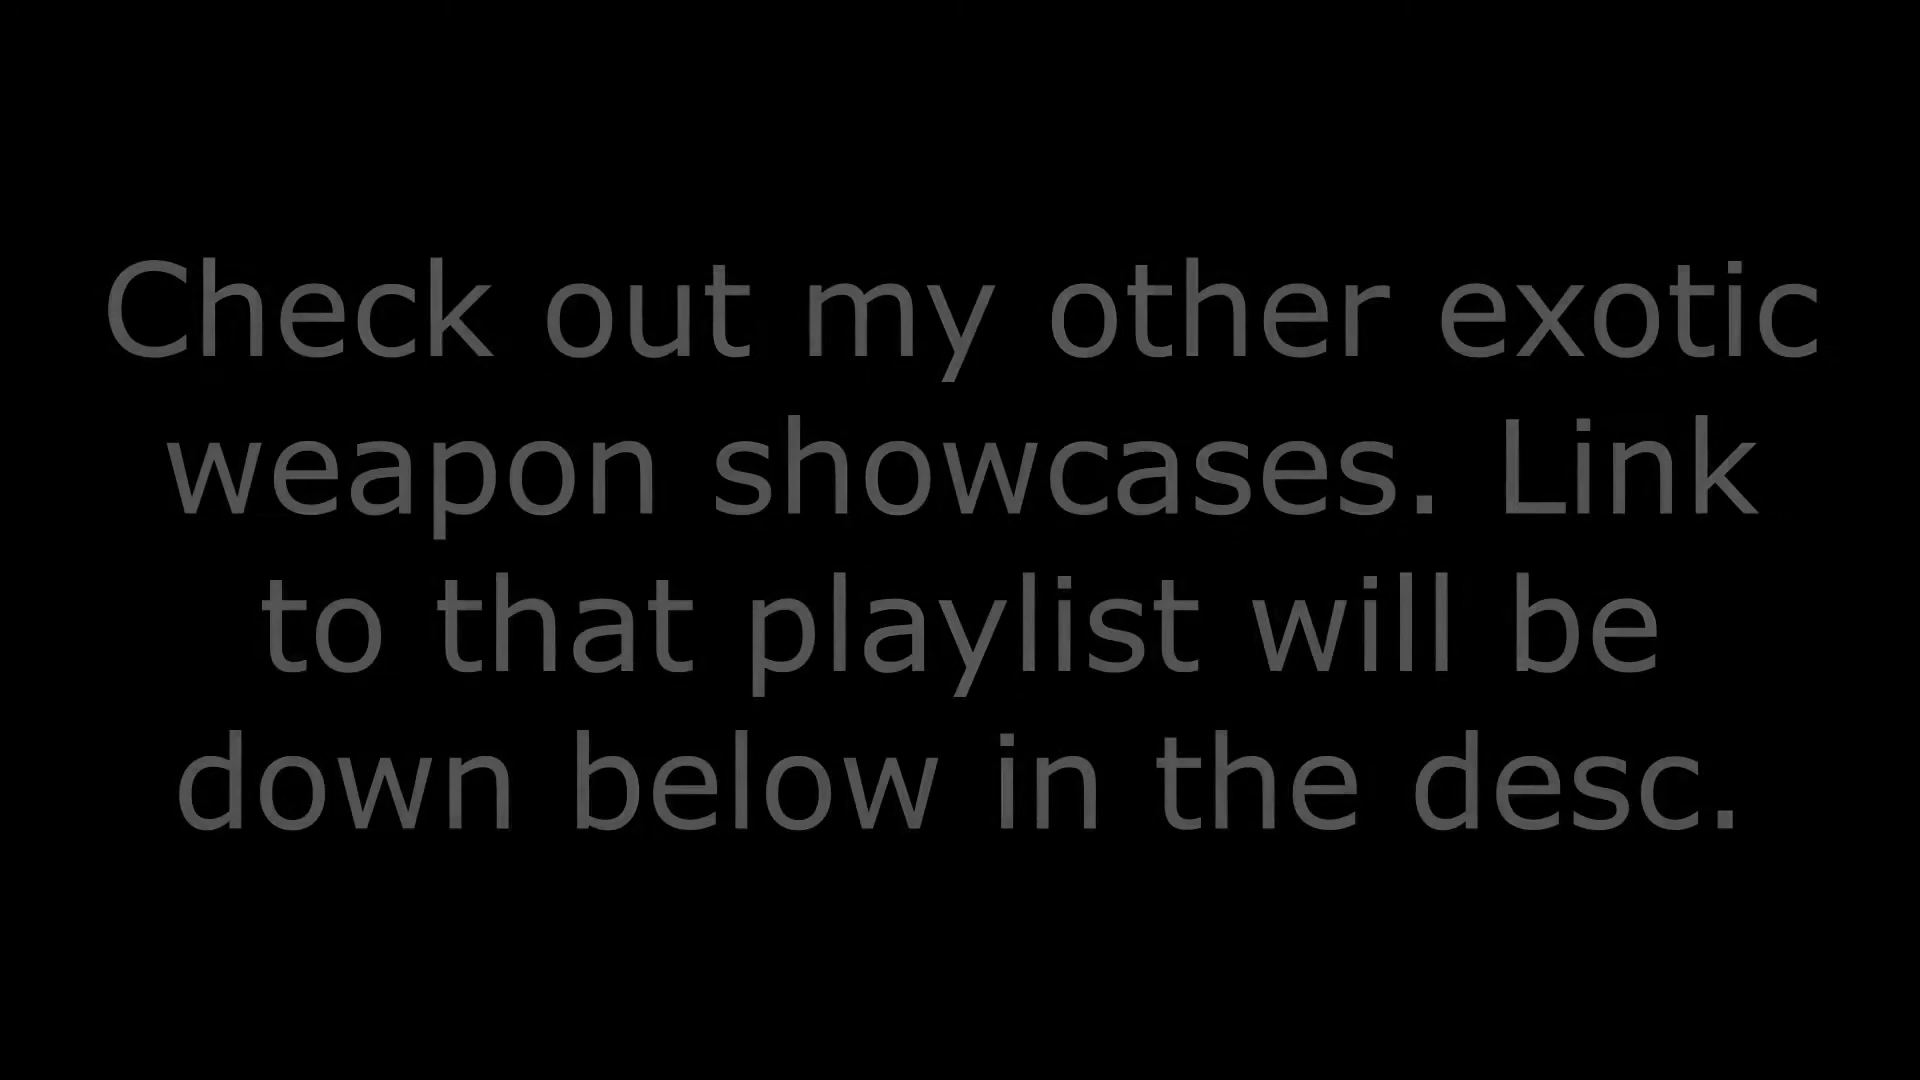 Check out my other exotic
weapon showcases. Link
to that playlist will be
down below in the desc.